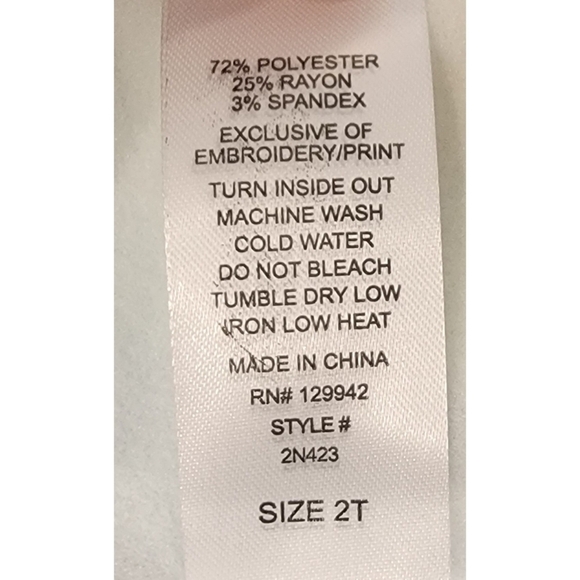 72% POLYESTER
25% RAYON
3% SPANDEX
EXCLUSIVE OF
EMBROIDERY/PRINT
TURN INSIDE OUT
MACHINE WASH
COLD WATER
DO NOT BLEACH
TUMBLE DRY LOW
IRON LOW HEAT
MADE IN CHINA
RN# 129942
STYLE #
2N423
SIZE 2T